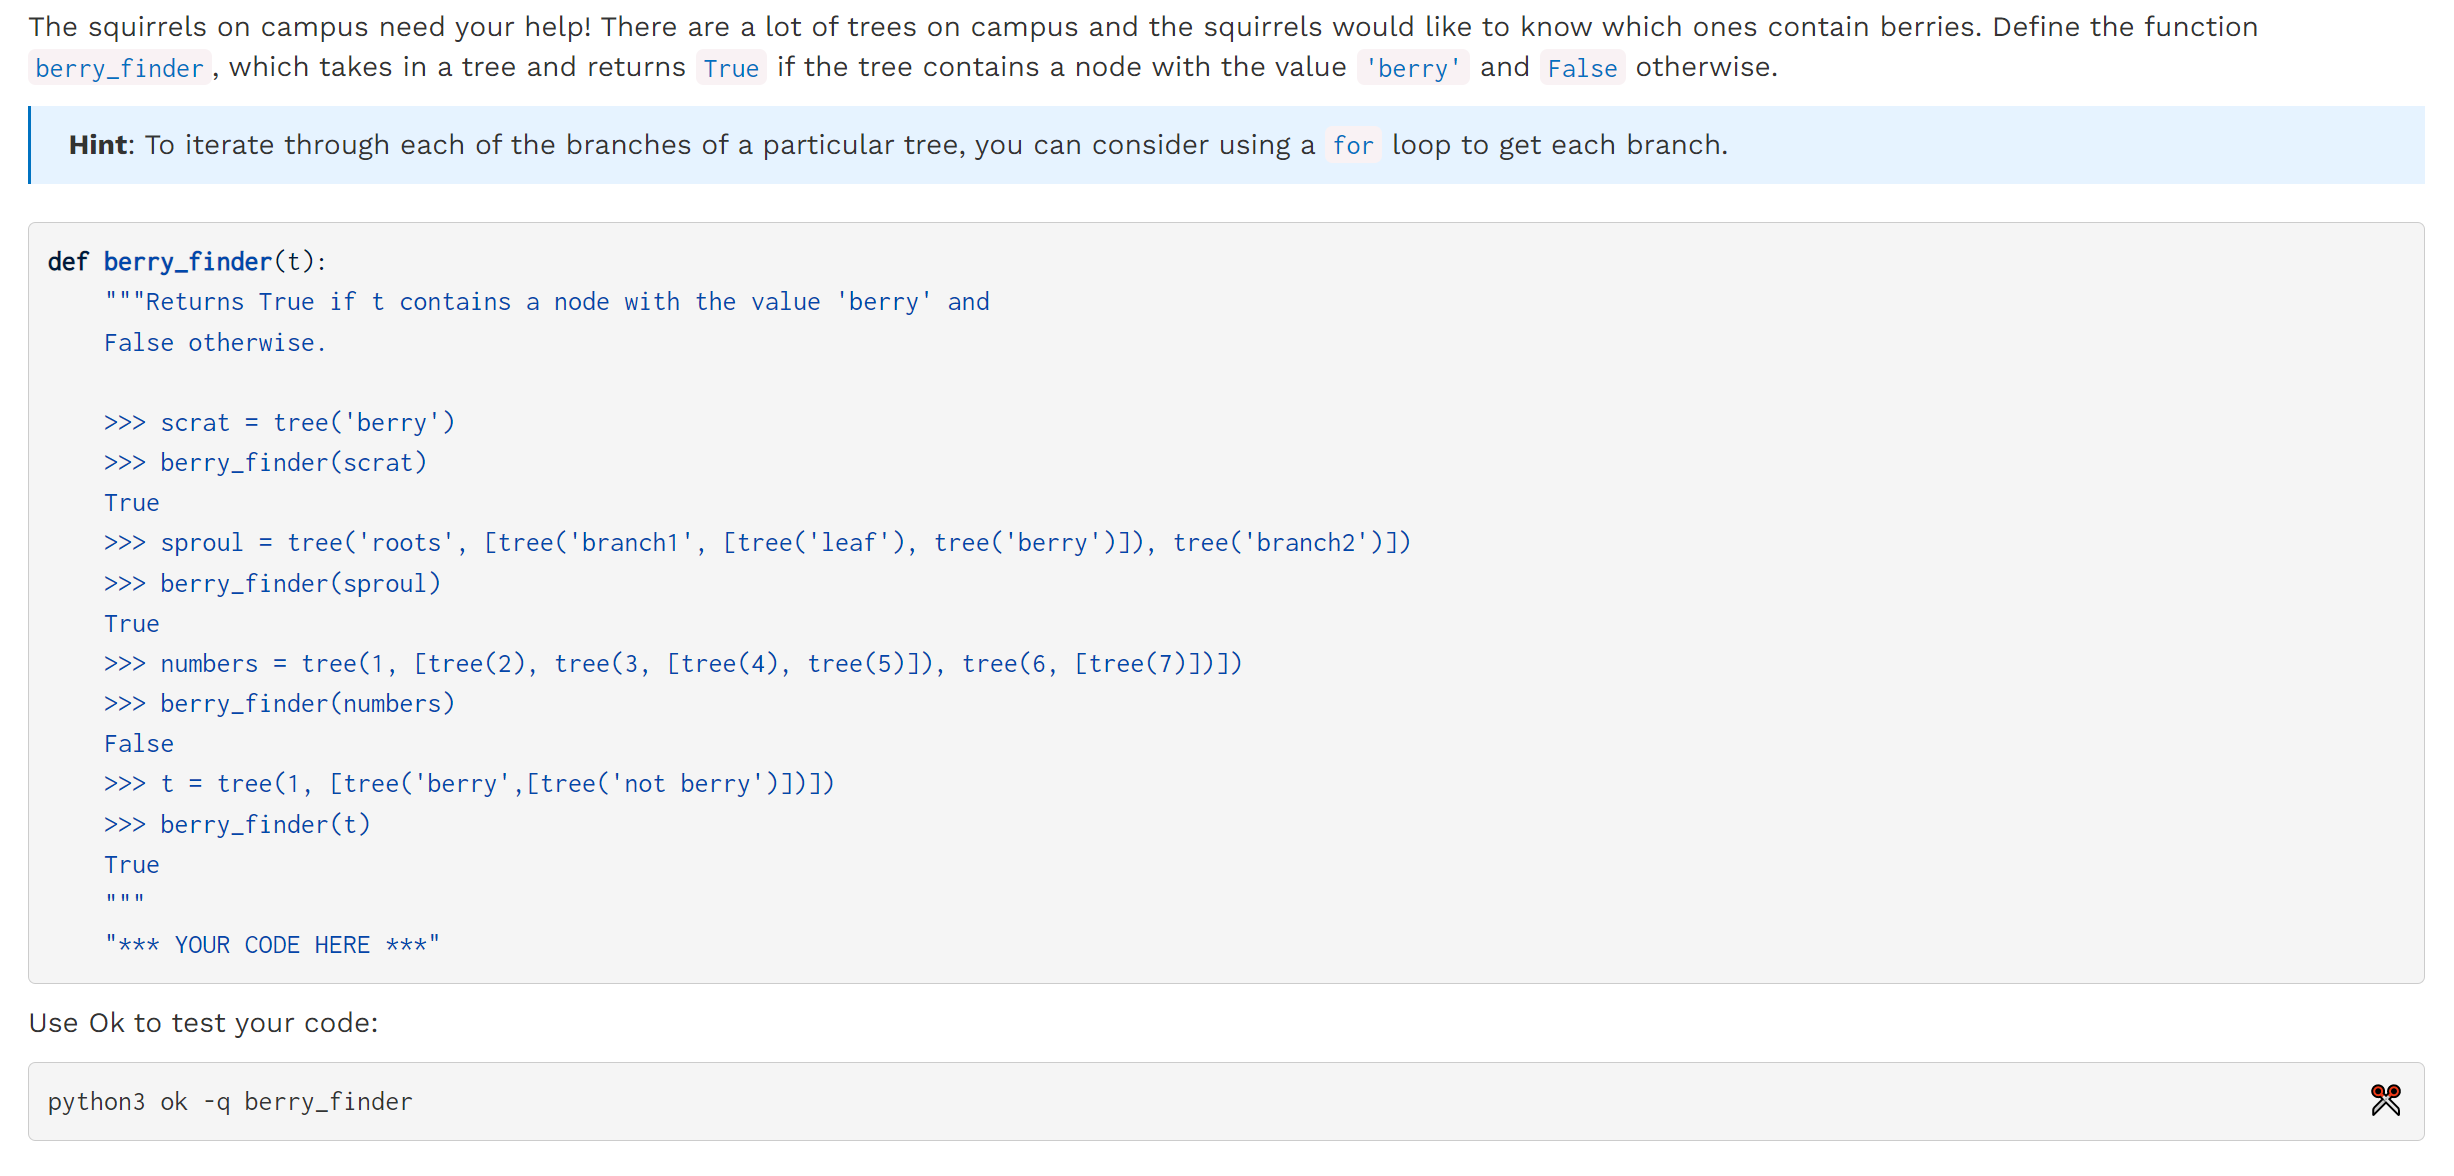 The squirrels on campus need your help! There are a lot of trees on campus and the squirrels would like to know which ones contain berries. Define the function
berry_finder, which takes in a tree and returns True if the tree contains a node with the value 'berry' and False otherwise.
Hint: To iterate through each of the branches of a particular tree, you can consider using a for loop to get each branch.
def berry_finder(t):
    """Returns True if t contains a node with the value 'berry' and
    False otherwise.

    >>> scrat = tree('berry')
    >>> berry_finder(scrat)
    True
    >>> sproul = tree('roots', [tree('branch1', [tree('leaf'), tree('berry')]), tree('branch2')])
    >>> berry_finder(sproul)
    True
    >>> numbers = tree(1, [tree(2), tree(3, [tree(4), tree(5)]), tree(6, [tree(7)])])
    >>> berry_finder(numbers)
    False
    >>> t = tree(1, [tree('berry',[tree('not berry')])])
    >>> berry_finder(t)
    True
    """
    "*** YOUR CODE HERE ***"
Use Ok to test your code:
python3 ok -q berry_finder